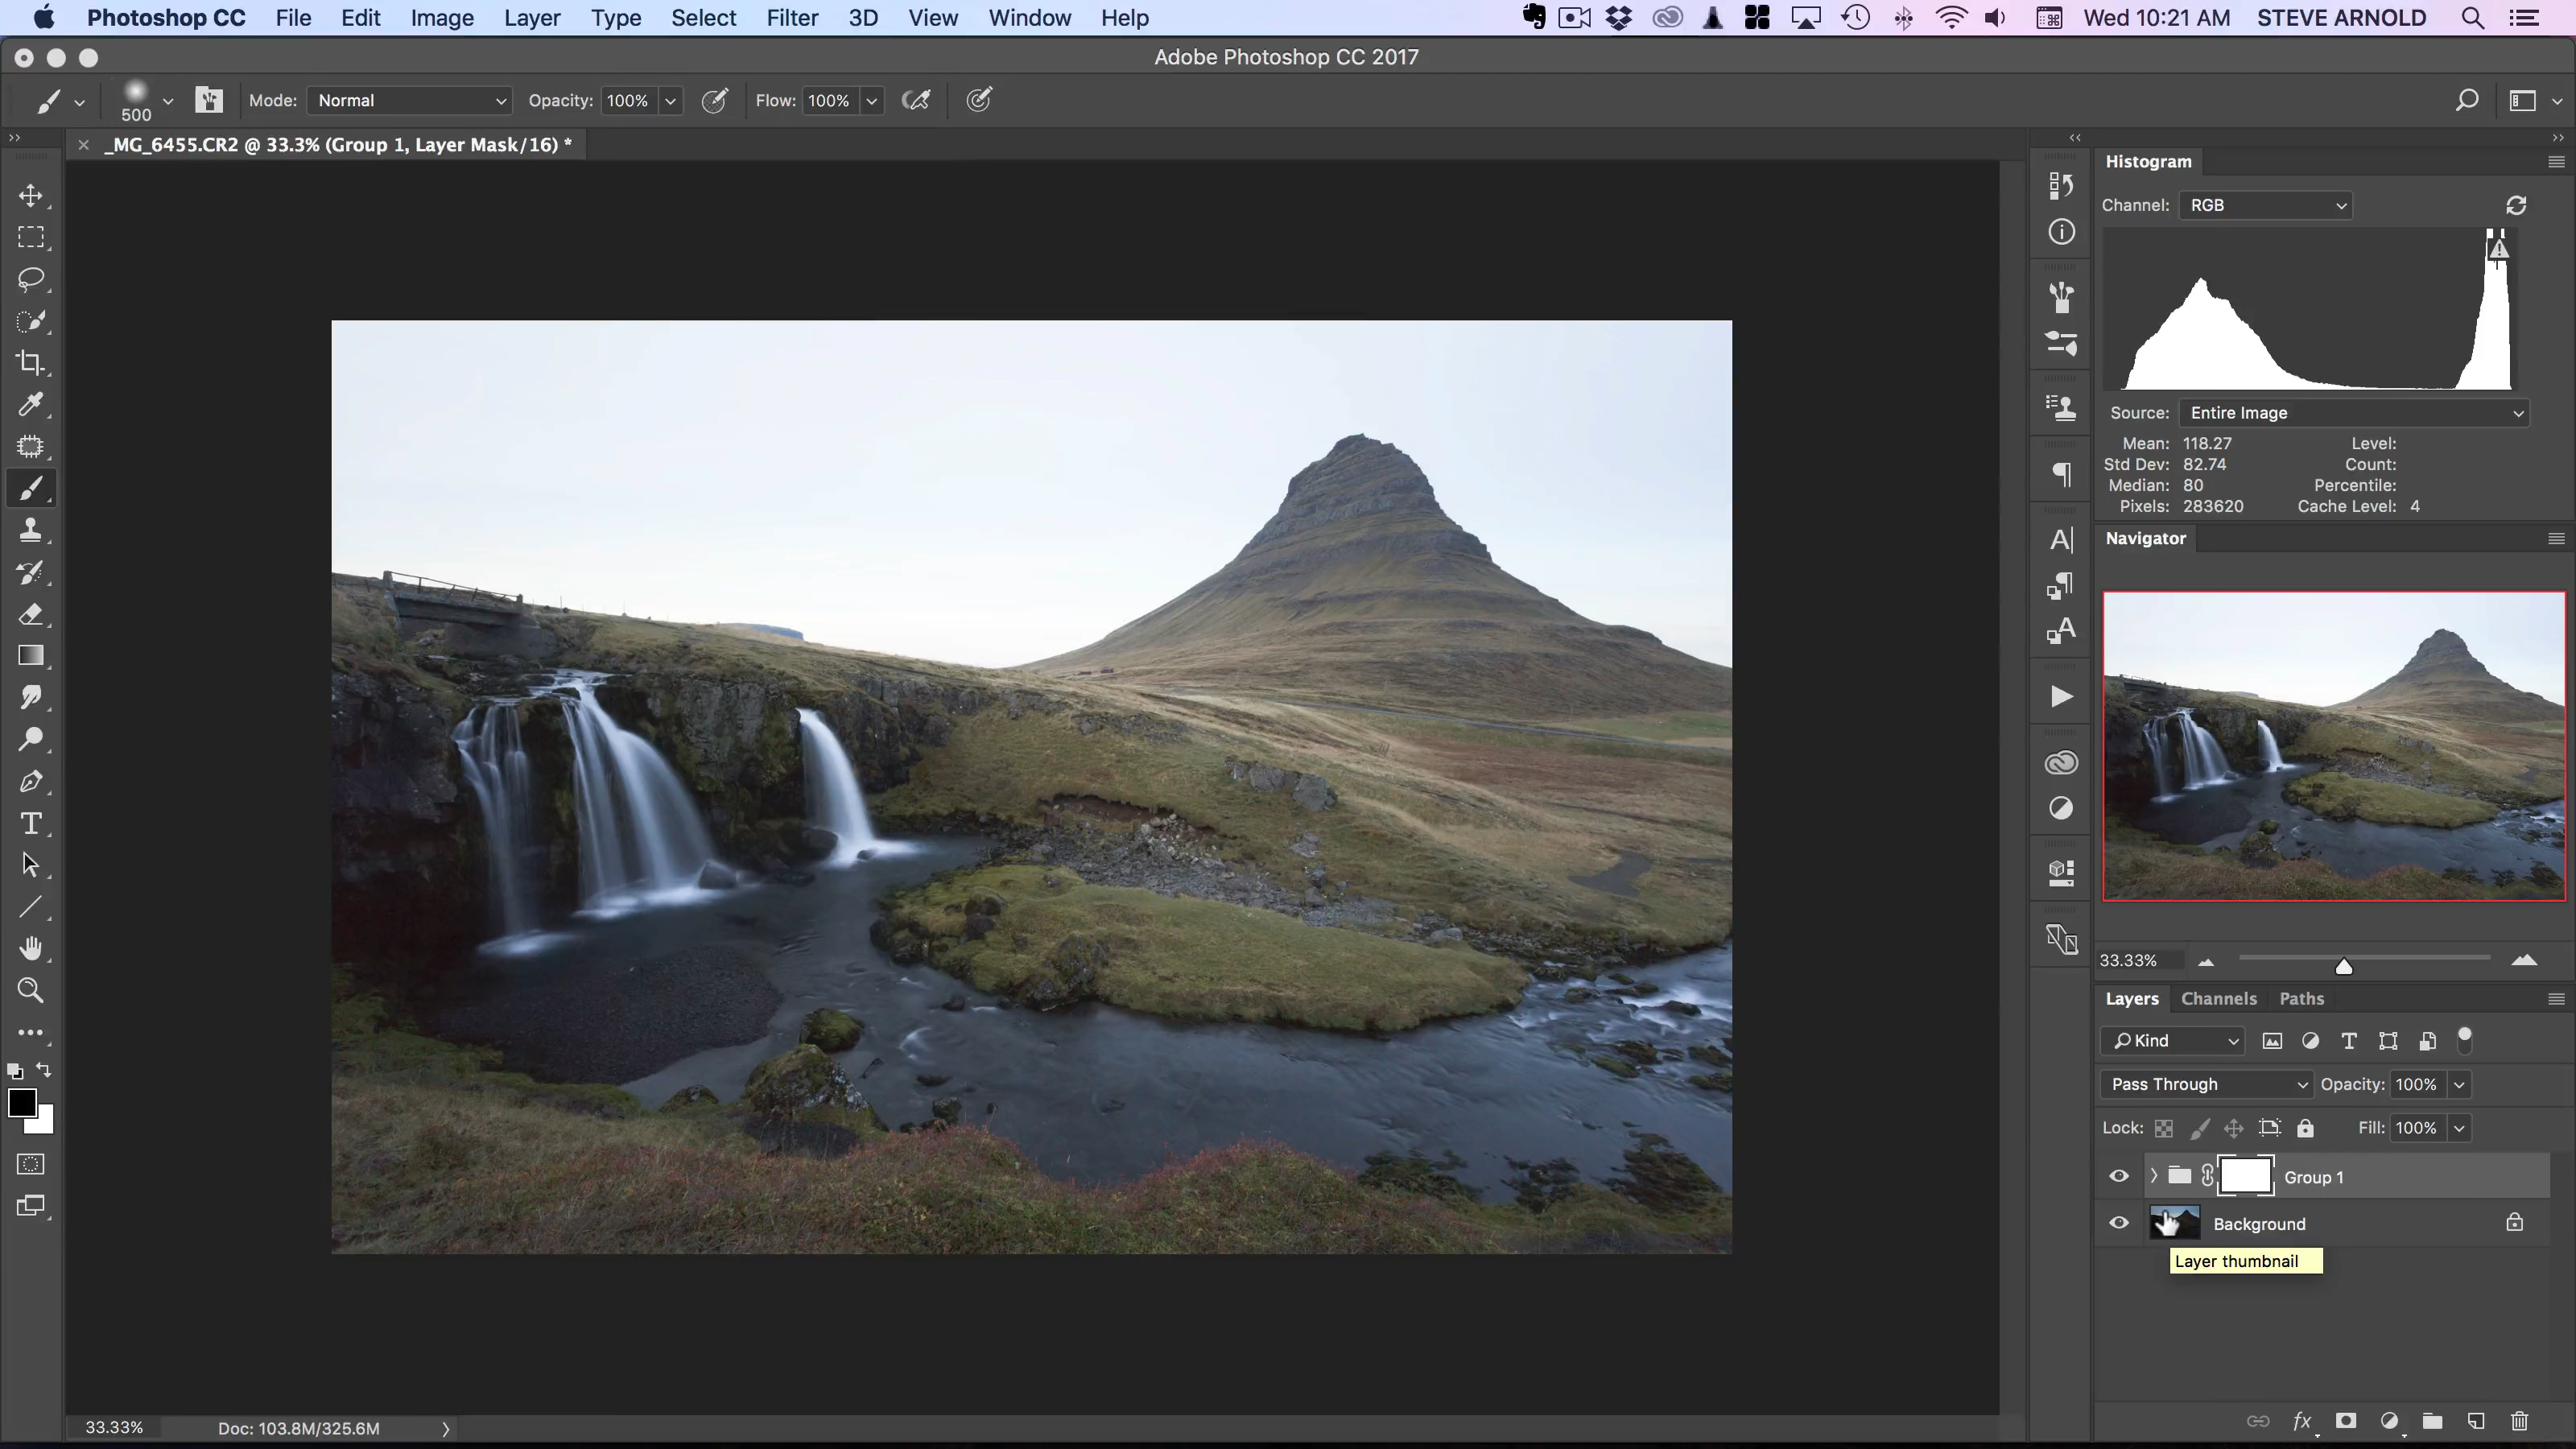 Photoshop CC File Edit Image Layer Type Select Filter 3D View Window Help Wed 10:21 AM STEVE ARNOLD
Adobe Photoshop CC 2017
500 Mode: Normal Opacity: 100% Flow: 100%
_MG_6455.CR2 @ 33.3% (Group 1, Layer Mask/16) *
Histogram
Channel: RGB
Source: Entire Image
Mean: 118.27 Level:
Std Dev: 82.74 Count:
Median: 80 Percentile:
Pixels: 283620 Cache Level: 4
Navigator
33.33%
Layers Channels Paths
Kind
Pass Through Opacity: 100%
Lock: Fill: 100%
Group 1
Background
Layer thumbnail
33.33% Doc: 103.8M/325.6M